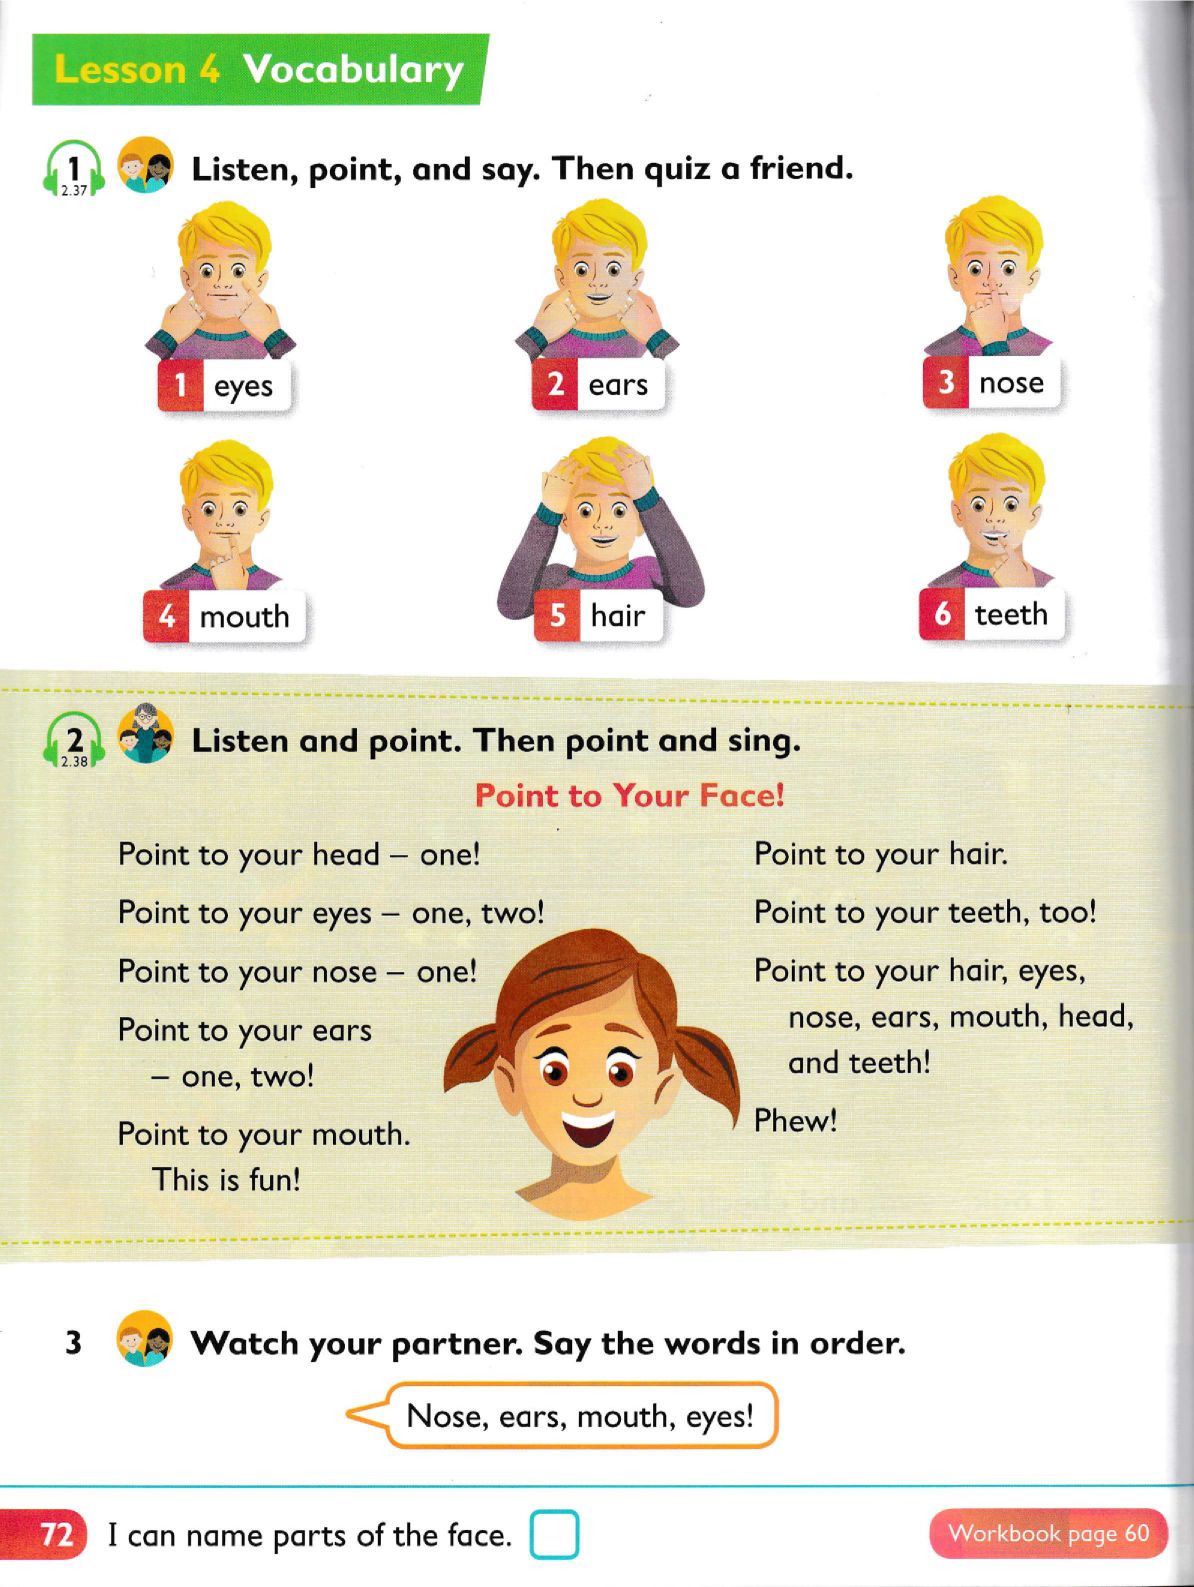 Lesson 4 Vocabulary
1
2.37
Listen, point, and say. Then quiz a friend.
1 eyes
2 ears
3 nose
4 mouth
5 hair
6 teeth
2
2.38
Listen and point. Then point and sing.
Point to Your Face!
Point to your head – one!
Point to your eyes – one, two!
Point to your nose – one!
Point to your ears
– one, two!
Point to your mouth.
This is fun!
Point to your hair.
Point to your teeth, too!
Point to your hair, eyes,
nose, ears, mouth, head,
and teeth!
Phew!
3 Watch your partner. Say the words in order.
Nose, ears, mouth, eyes!
72 I can name parts of the face.
Workbook page 60